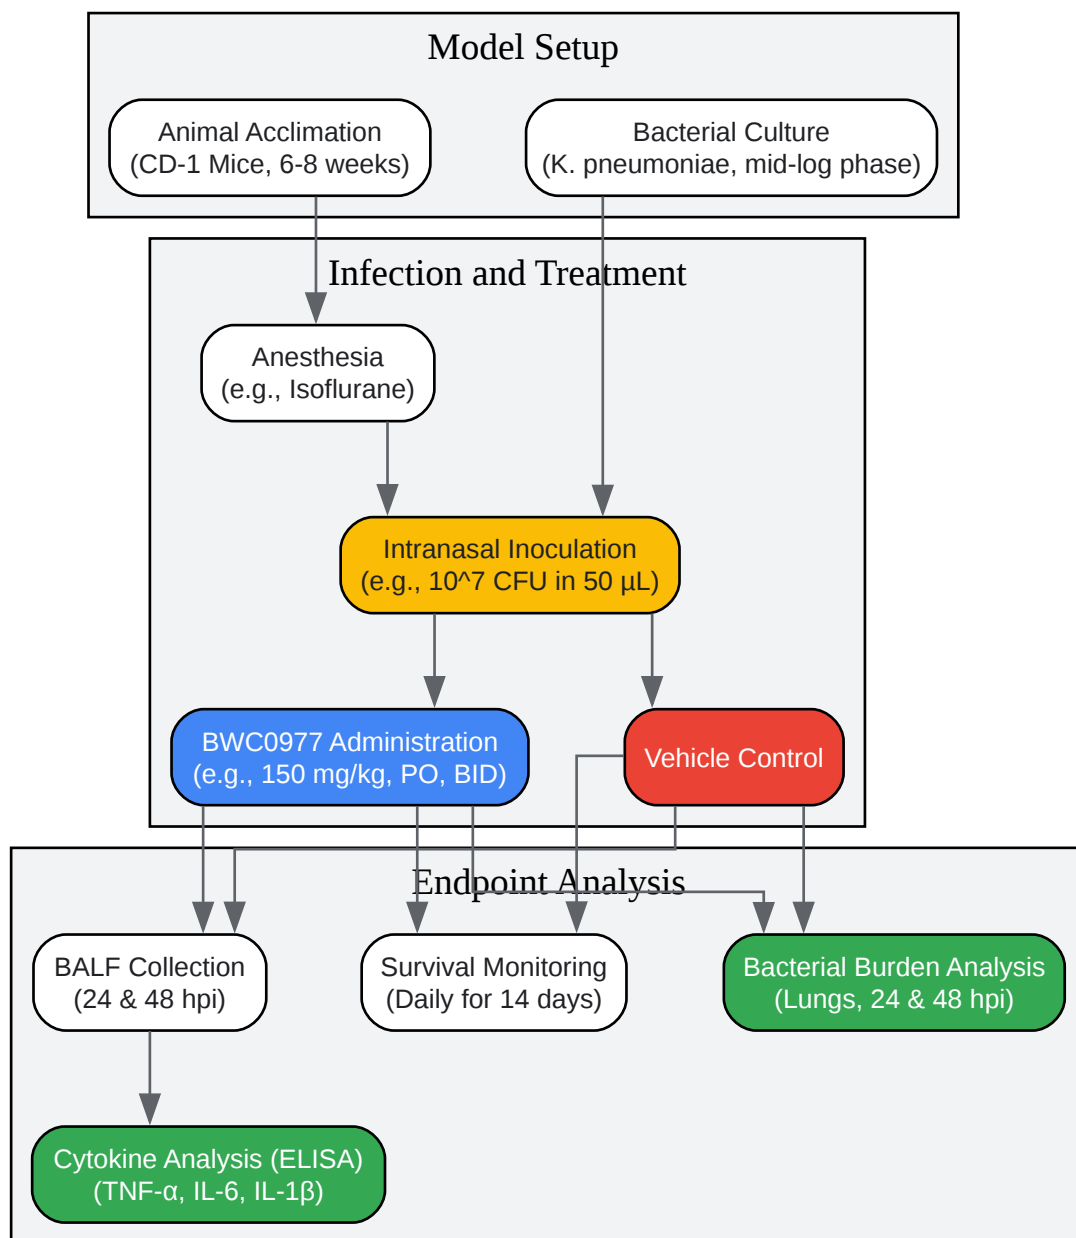 Model Setup
Animal Acclimation
(CD-1 Mice, 6-8 weeks)
Bacterial Culture
(K. pneumoniae, mid-log phase)
Infection and Treatment
Anesthesia
(e.g., Isoflurane)
Intranasal Inoculation
(e.g., 10^7 CFU in 50 µL)
BWC0977 Administration
(e.g., 150 mg/kg, PO, BID)
Vehicle Control
Endpoint Analysis
BALF Collection
(24 & 48 hpi)
Survival Monitoring
(Daily for 14 days)
Bacterial Burden Analysis
(Lungs, 24 & 48 hpi)
Cytokine Analysis (ELISA)
(TNF-α, IL-6, IL-1β)